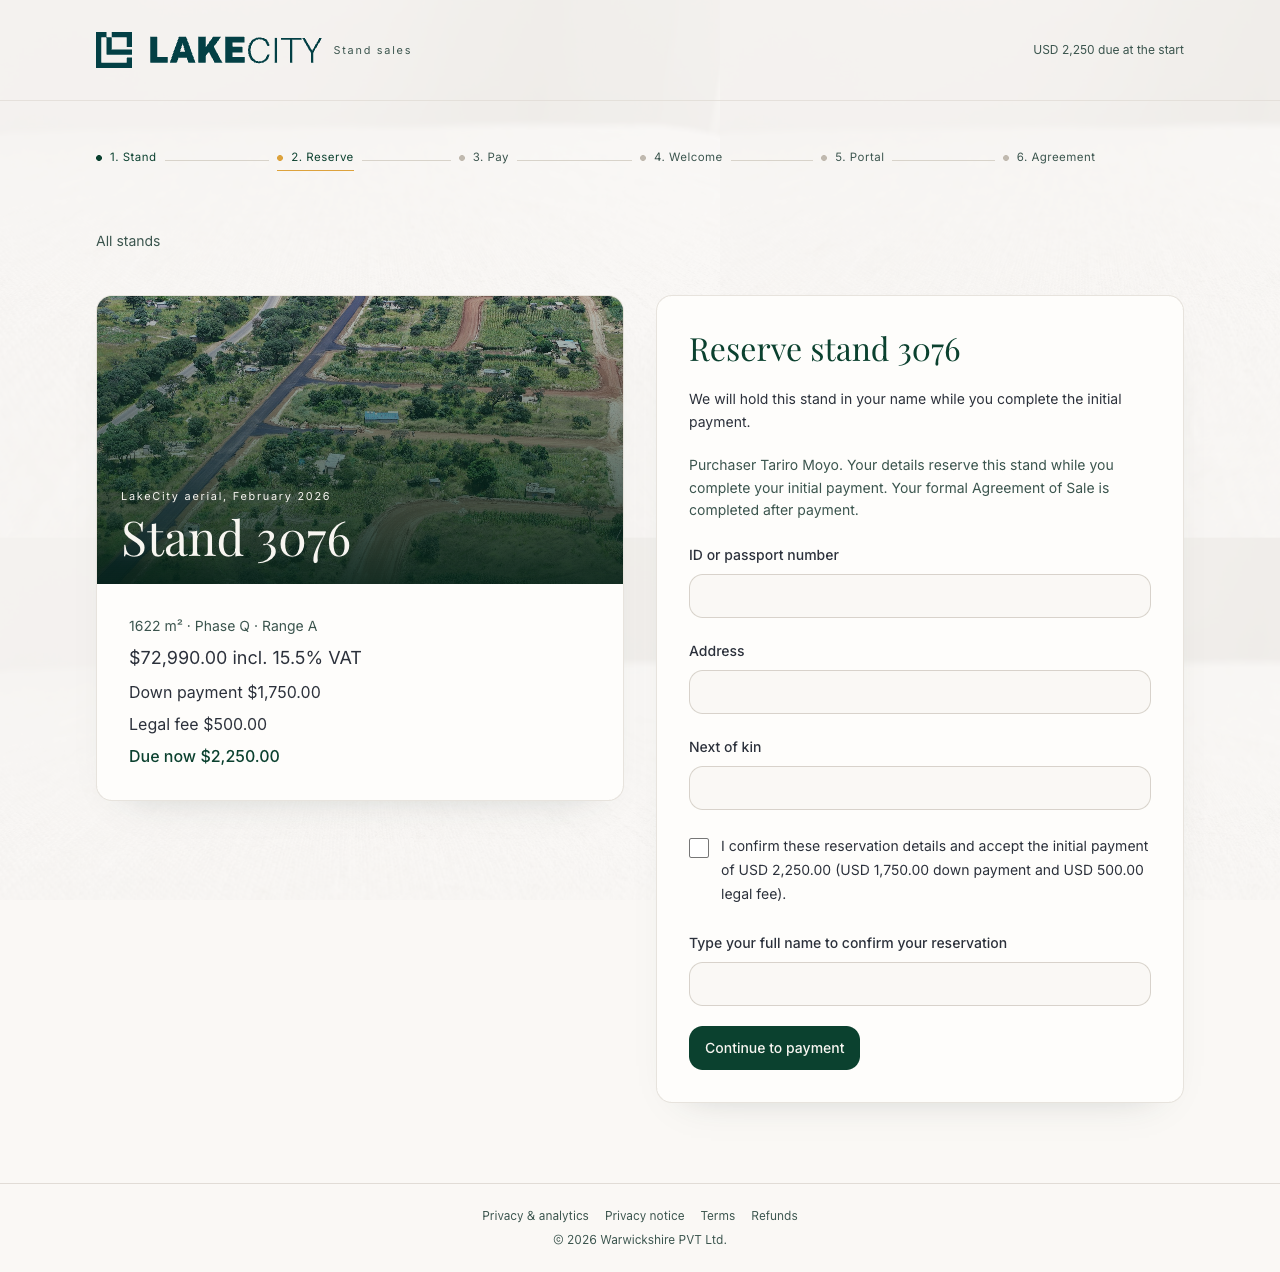 LAKECITY Stand sales
USD 2,250 due at the start
1. Stand
2. Reserve
3. Pay
4. Welcome
5. Portal
6. Agreement
All stands
LakeCity aerial, February 2026
Stand 3076
1622 m² · Phase Q · Range A
$72,990.00 incl. 15.5% VAT
Down payment $1,750.00
Legal fee $500.00
Due now $2,250.00
Reserve stand 3076
We will hold this stand in your name while you complete the initial
payment.
Purchaser Tariro Moyo. Your details reserve this stand while you
complete your initial payment. Your formal Agreement of Sale is
completed after payment.
ID or passport number
Address
Next of kin
I confirm these reservation details and accept the initial payment
of USD 2,250.00 (USD 1,750.00 down payment and USD 500.00
legal fee).
Type your full name to confirm your reservation
Continue to payment
Privacy & analytics Privacy notice Terms Refunds
© 2026 Warwickshire PVT Ltd.